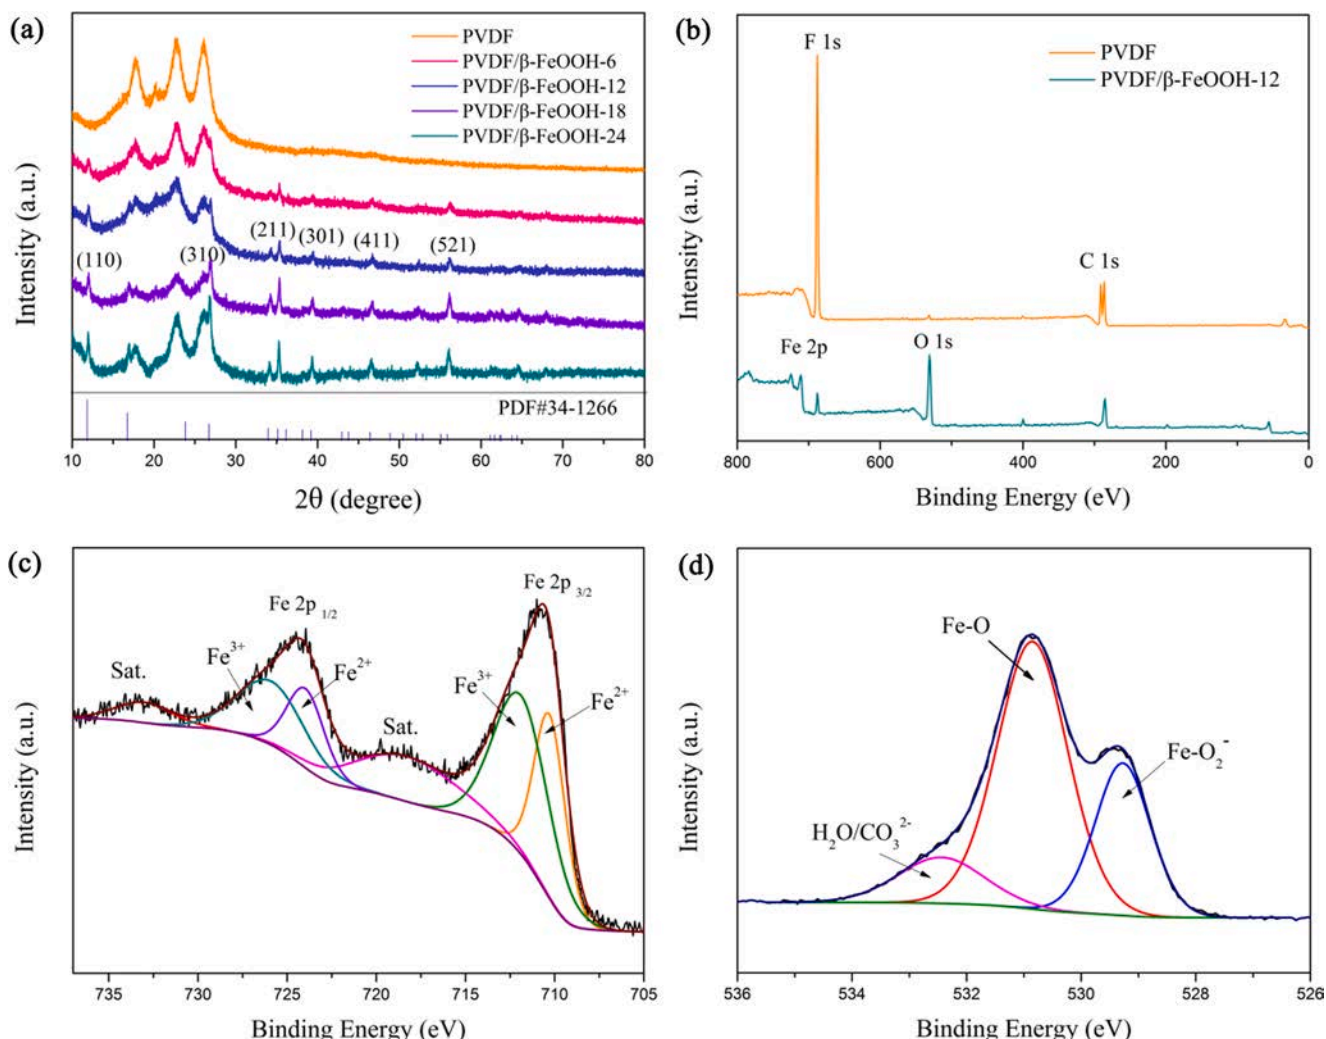 (a)
PVDF
PVDF/β-FeOOH-6
PVDF/β-FeOOH-12
PVDF/β-FeOOH-18
PVDF/β-FeOOH-24
(110)
(310)
(211)
(301)
(411)
(521)
PDF#34-1266
Intensity (a.u.)
10 20 30 40 50 60 70 80
2θ (degree)
(b)
F 1s
PVDF
PVDF/β-FeOOH-12
C 1s
Fe 2p
O 1s
Intensity (a.u.)
800 600 400 200 0
Binding Energy (eV)
(c)
Fe 2p 3/2
Fe 2p 1/2
Fe3+
Fe2+
Sat.
Fe3+
Fe2+
Sat.
Intensity (a.u.)
735 730 725 720 715 710 705
Binding Energy (eV)
(d)
Fe-O
Fe-O2-
H2O/CO32-
Intensity (a.u.)
536 534 532 530 528 526
Binding Energy (eV)